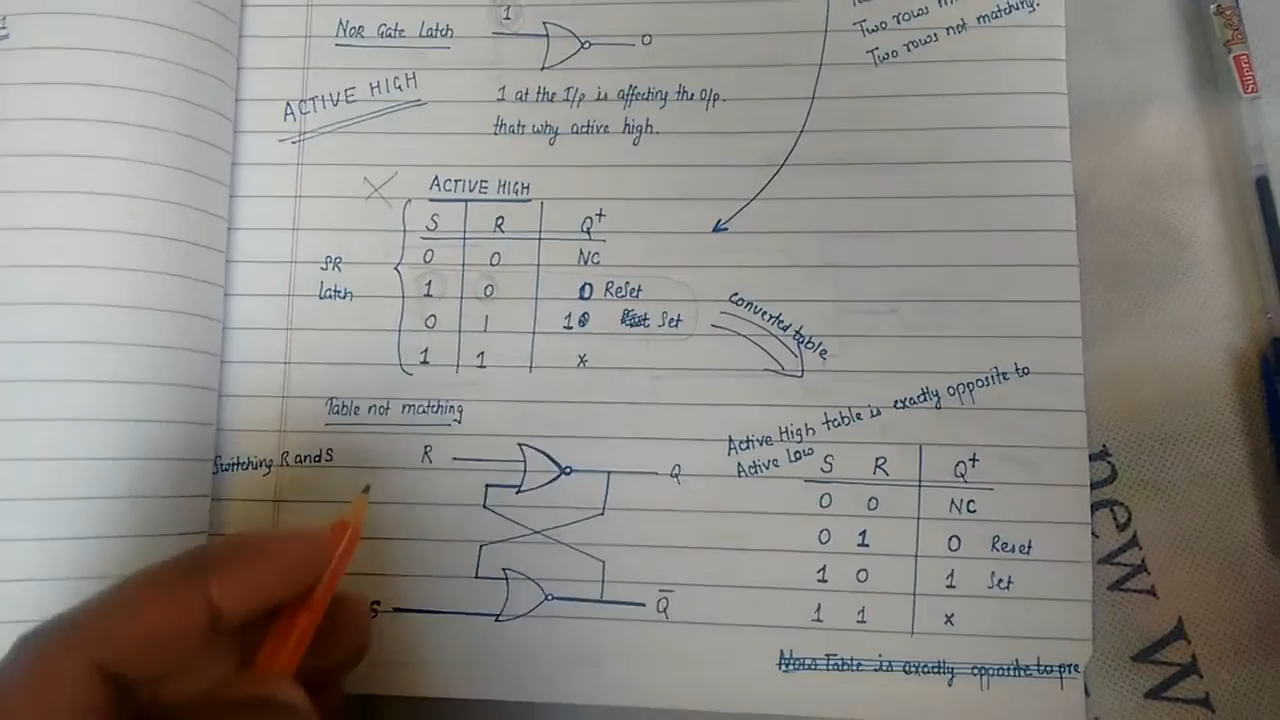 1
Nor Gate Latch
0
Two rows
Two rows not matching.
ACTIVE HIGH
1 at the I/p is affecting the O/p.
thats why active high.
ACTIVE HIGH
S R Q+
0 0 NC
1 0 0 Reset
0 1 1 Set
1 1 x
SR
latch
converted table
Table not matching
Switching R and S
R
Q
S
Q̅
Active High table is exactly opposite to
Active Low
S R Q+
0 0 NC
0 1 0 Reset
1 0 1 Set
1 1 x
Now Table is exactly opposite to pre
new w